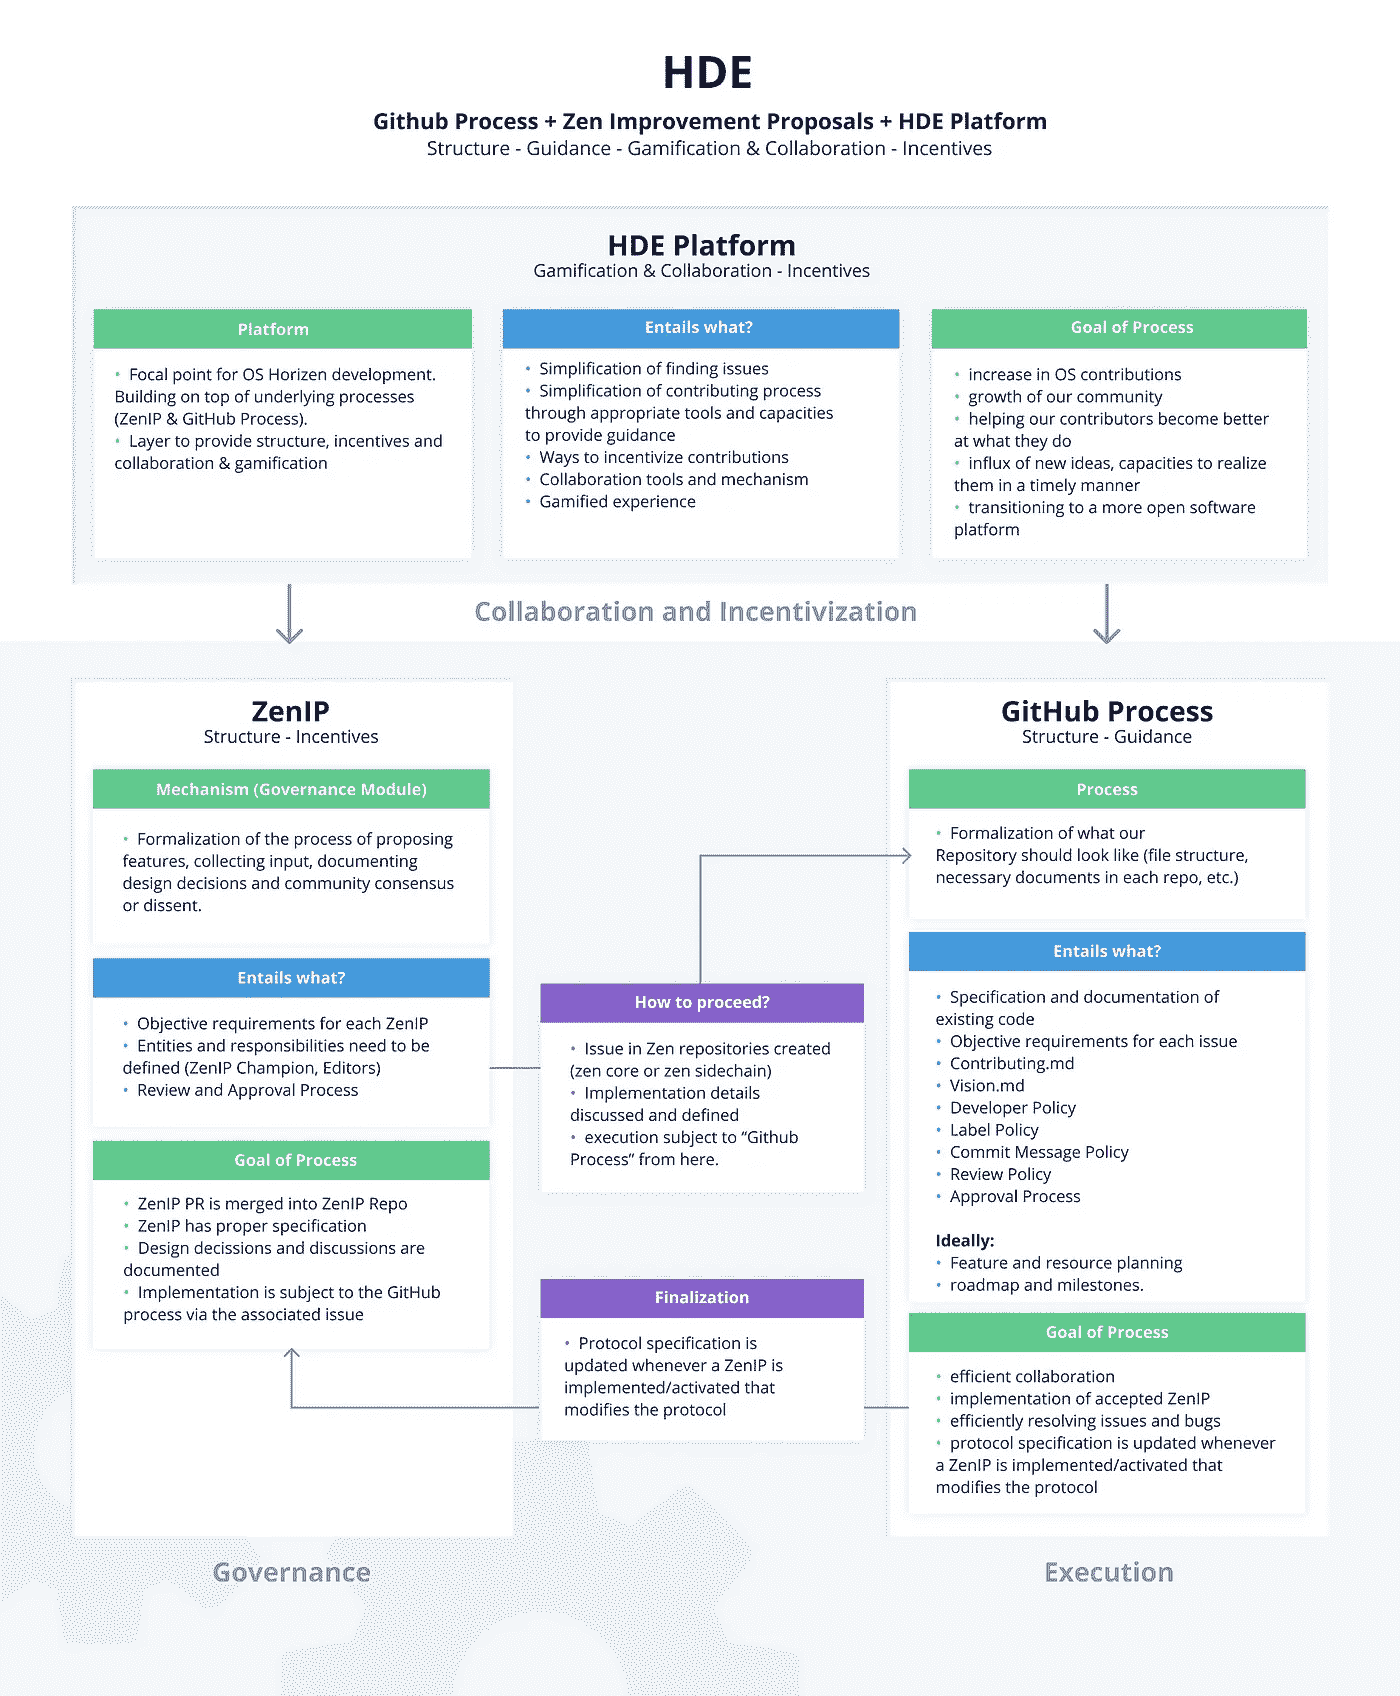 HDE
Github Process + Zen Improvement Proposals + HDE Platform
Structure - Guidance - Gamification & Collaboration - Incentives
HDE Platform
Gamification & Collaboration - Incentives
Platform
• Focal point for OS Horizen development.
Building on top of underlying processes
(ZenIP & GitHub Process).
• Layer to provide structure, incentives and
collaboration & gamification
Entails what?
• Simplification of finding issues
• Simplification of contributing process
through appropriate tools and capacities
to provide guidance
• Ways to incentivize contributions
• Collaboration tools and mechanism
• Gamified experience
Goal of Process
• increase in OS contributions
• growth of our community
• helping our contributors become better
at what they do
• influx of new ideas, capacities to realize
them in a timely manner
• transitioning to a more open software
platform
Collaboration and Incentivization
ZenIP
Structure - Incentives
Mechanism (Governance Module)
• Formalization of the process of proposing
features, collecting input, documenting
design decisions and community consensus
or dissent.
Entails what?
• Objective requirements for each ZenIP
• Entities and responsibilities need to be
defined (ZenIP Champion, Editors)
• Review and Approval Process
Goal of Process
• ZenIP PR is merged into ZenIP Repo
• ZenIP has proper specification
• Design decissions and discussions are
documented
• Implementation is subject to the GitHub
process via the associated issue
Governance
How to proceed?
• Issue in Zen repositories created
(zen core or zen sidechain)
• Implementation details
discussed and defined
• execution subject to “Github
Process” from here.
Finalization
• Protocol specification is
updated whenever a ZenIP is
implemented/activated that
modifies the protocol
GitHub Process
Structure - Guidance
Process
• Formalization of what our
Repository should look like (file structure,
necessary documents in each repo, etc.)
Entails what?
• Specification and documentation of
existing code
• Objective requirements for each issue
• Contributing.md
• Vision.md
• Developer Policy
• Label Policy
• Commit Message Policy
• Review Policy
• Approval Process
Ideally:
• Feature and resource planning
• roadmap and milestones.
Goal of Process
• efficient collaboration
• implementation of accepted ZenIP
• efficiently resolving issues and bugs
• protocol specification is updated whenever
a ZenIP is implemented/activated that
modifies the protocol
Execution